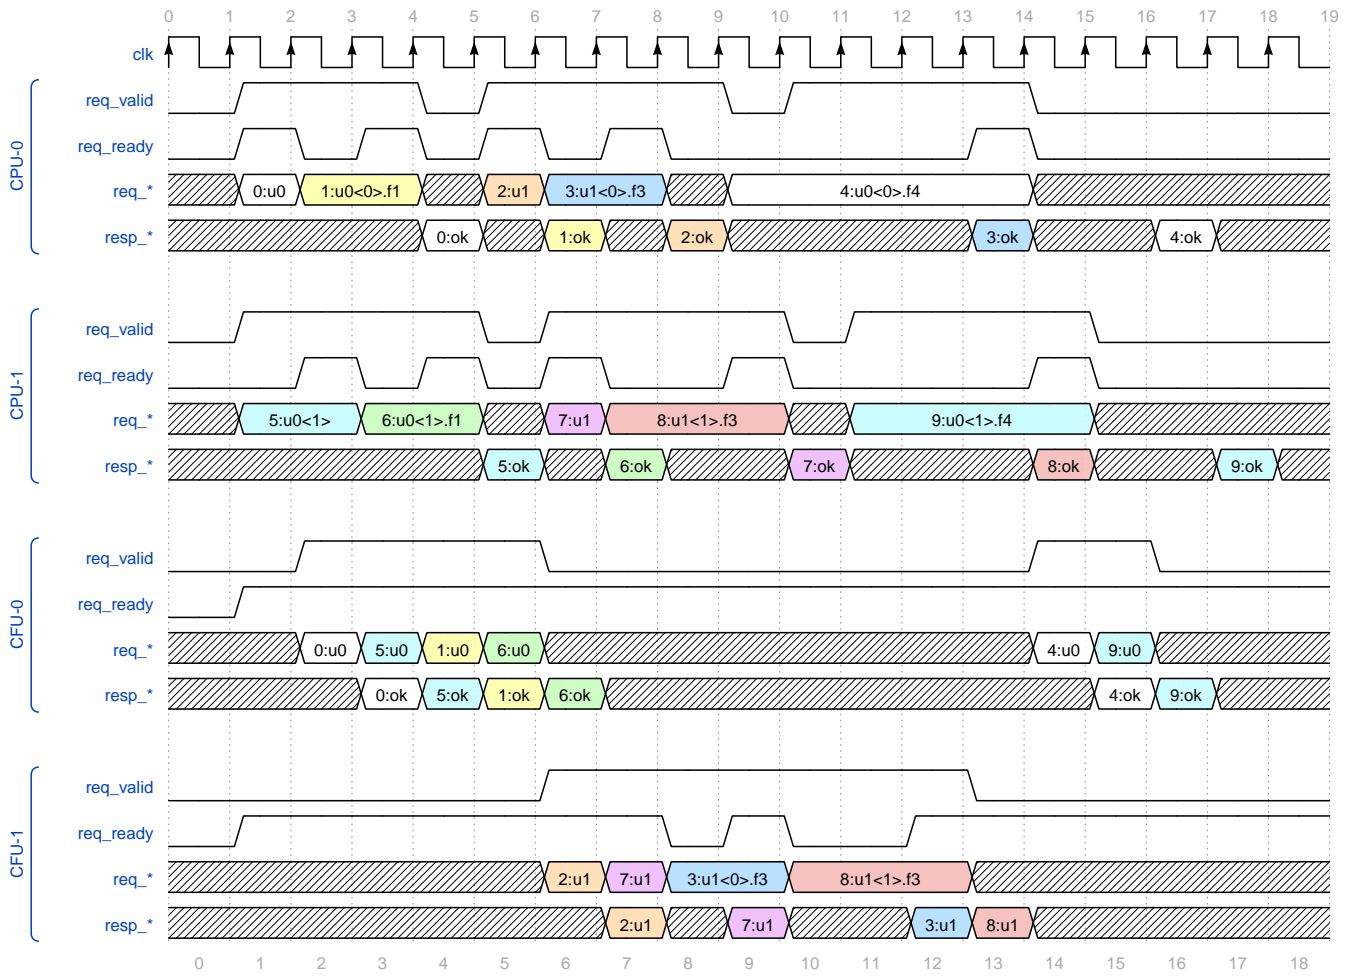 0 1 2 3 4 5 6 7 8 9 10 11 12 13 14 15 16 17 18 19
clk
CPU-0
req_valid
req_ready
req_* 0:u0 1:u0<0>.f1 2:u1 3:u1<0>.f3 4:u0<0>.f4
resp_* 0:ok 1:ok 2:ok 3:ok 4:ok
CPU-1
req_valid
req_ready
req_* 5:u0<1> 6:u0<1>.f1 7:u1 8:u1<1>.f3 9:u0<1>.f4
resp_* 5:ok 6:ok 7:ok 8:ok 9:ok
CFU-0
req_valid
req_ready
req_* 0:u0 5:u0 1:u0 6:u0 4:u0 9:u0
resp_* 0:ok 5:ok 1:ok 6:ok 4:ok 9:ok
CFU-1
req_valid
req_ready
req_* 2:u1 7:u1 3:u1<0>.f3 8:u1<1>.f3
resp_* 2:u1 7:u1 3:u1 8:u1
0 1 2 3 4 5 6 7 8 9 10 11 12 13 14 15 16 17 18